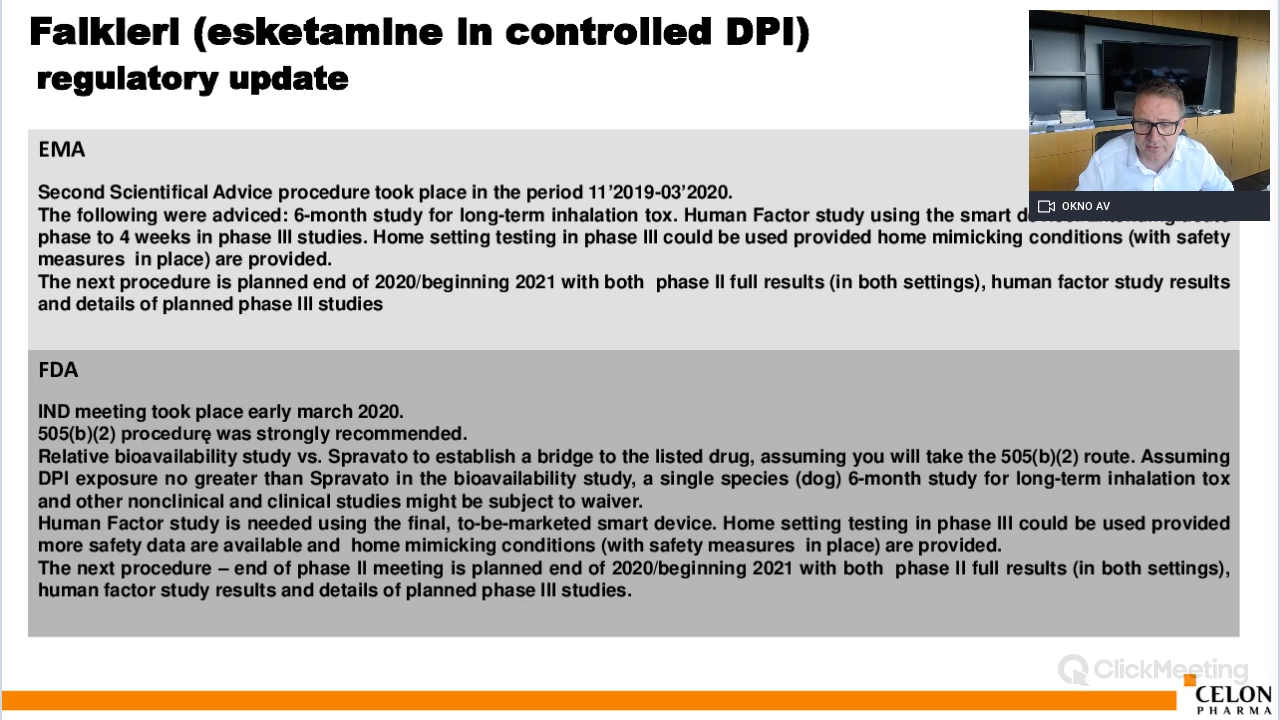 Falkieri (esketamine in controlled DPI)
regulatory update
OKNO AV
EMA
Second Scientifical Advice procedure took place in the period 11’2019-03’2020.
The following were adviced: 6-month study for long-term inhalation tox. Human Factor study using the smart
phase to 4 weeks in phase III studies. Home setting testing in phase III could be used provided home mimicking conditions (with safety
measures in place) are provided.
The next procedure is planned end of 2020/beginning 2021 with both phase II full results (in both settings), human factor study results
and details of planned phase III studies
FDA
IND meeting took place early march 2020.
505(b)(2) procedurę was strongly recommended.
Relative bioavailability study vs. Spravato to establish a bridge to the listed drug, assuming you will take the 505(b)(2) route. Assuming
DPI exposure no greater than Spravato in the bioavailability study, a single species (dog) 6-month study for long-term inhalation tox
and other nonclinical and clinical studies might be subject to waiver.
Human Factor study is needed using the final, to-be-marketed smart device. Home setting testing in phase III could be used provided
more safety data are available and home mimicking conditions (with safety measures in place) are provided.
The next procedure – end of phase II meeting is planned end of 2020/beginning 2021 with both phase II full results (in both settings),
human factor study results and details of planned phase III studies.
ClickMeeting
CELON
PHARMA